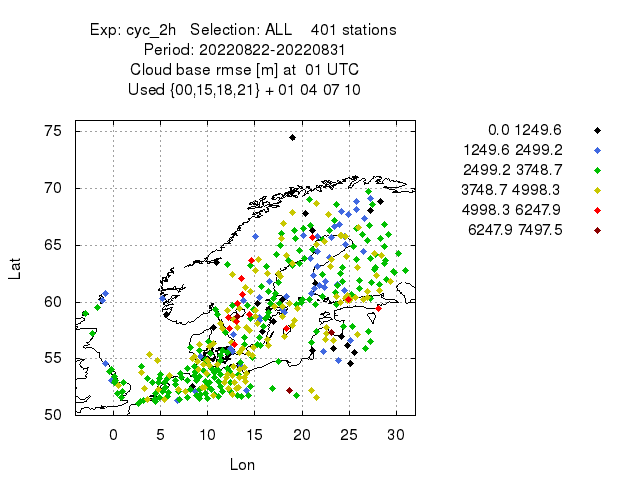 Exp: cyc_2h Selection: ALL 401 stations
Period: 20220822-20220831
Cloud base rmse [m] at 01 UTC
Used {00,15,18,21} + 01 04 07 10
75
70
65
60
55
50
Lat
0 5 10 15 20 25 30
Lon
0.0 1249.6
1249.6 2499.2
2499.2 3748.7
3748.7 4998.3
4998.3 6247.9
6247.9 7497.5